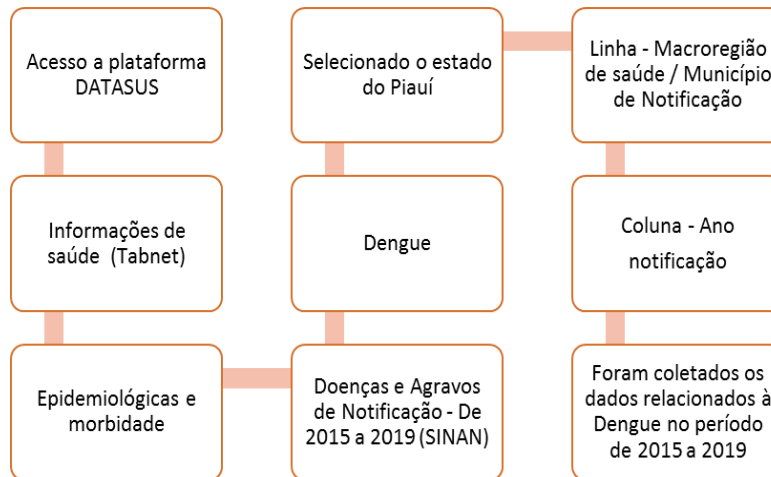 Acesso a plataforma
DATASUS
Informações de
saúde (Tabnet)
Epidemiológicas e
morbidade
Doenças e Agravos
de Notificação - De
2015 a 2019 (SINAN)
Dengue
Selecionado o estado
do Piauí
Linha - Macroregião
de saúde / Município
de Notificação
Coluna - Ano
notificação
Foram coletados os
dados relacionados à
Dengue no período
de 2015 a 2019